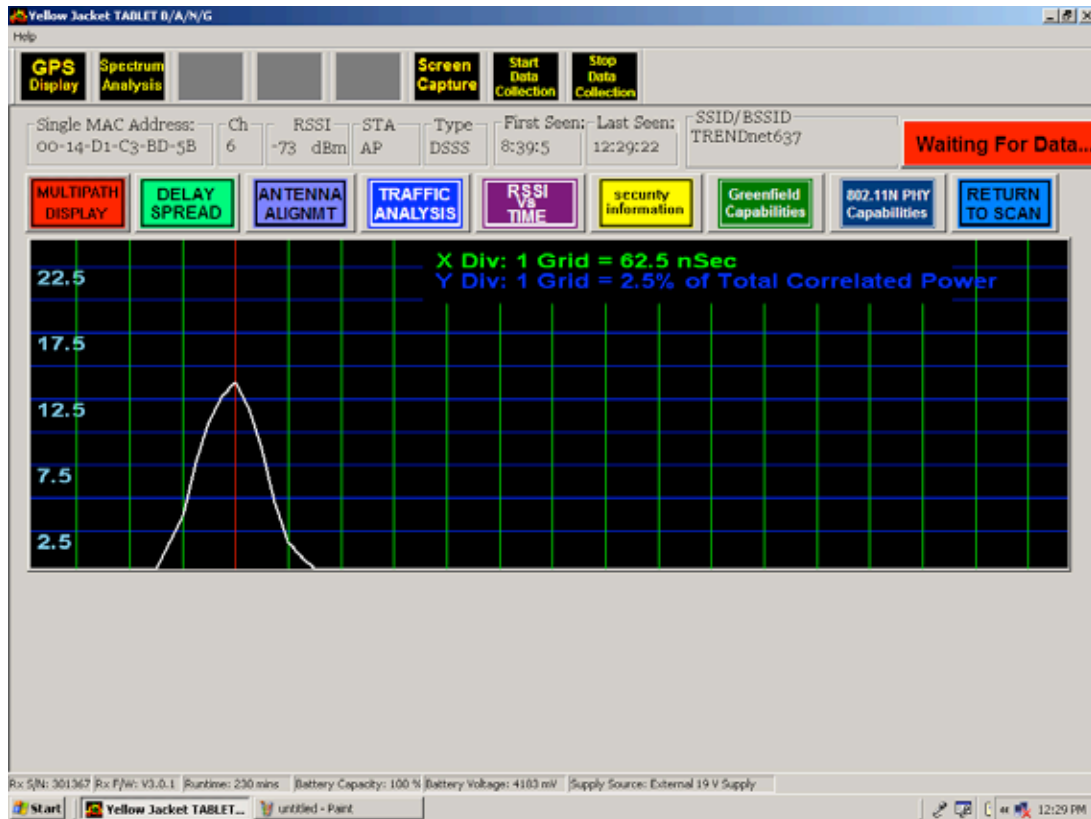 Yellow Jacket TABLET B/A/N/G
Help
GPS Display
Spectrum Analysis
Screen Capture
Start Data Collection
Stop Data Collection
Single MAC Address:
00-14-D1-C3-BD-5B
Ch
6
RSSI
-73 dBm
STA
AP
Type
DSSS
First Seen:
8:39:5
Last Seen:
12:29:22
SSID/BSSID
TRENDnet637
Waiting For Data...
MULTIPATH DISPLAY
DELAY SPREAD
ANTENNA ALIGNMT
TRAFFIC ANALYSIS
RSSI Vs TIME
security information
Greenfield Capabilities
802.11N PHY Capabilities
RETURN TO SCAN
X Div: 1 Grid = 62.5 nSec
Y Div: 1 Grid = 2.5% of Total Correlated Power
22.5
17.5
12.5
7.5
2.5
Rx S/N: 301367
Rx F/W: V3.0.1
Runtime: 230 mins
Battery Capacity: 100 %
Battery Voltage: 4183 mV
Supply Source: External 19 V Supply
Start
Yellow Jacket TABLET...
untitled - Paint
12:29 PM